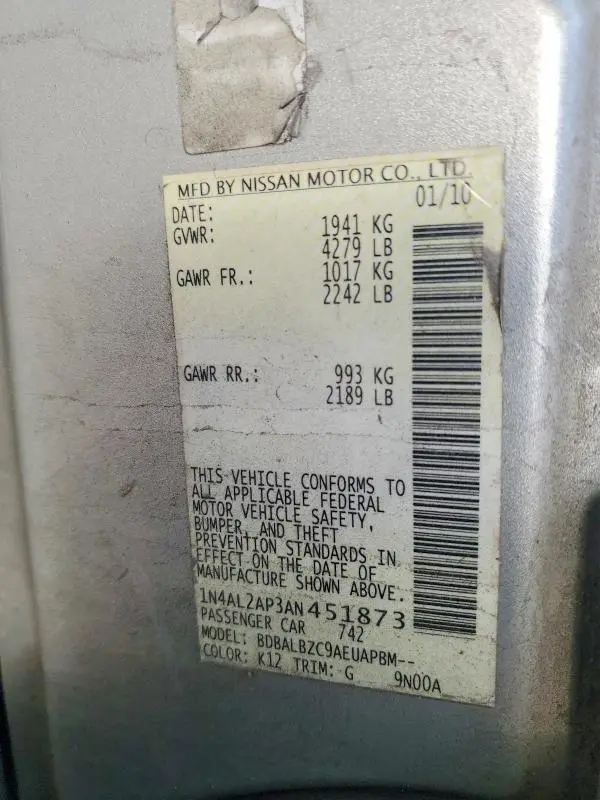 MFD BY NISSAN MOTOR CO., LTD.
DATE: 01/10
GVWR: 1941 KG
4279 LB
GAWR FR.: 1017 KG
2242 LB
GAWR RR.: 993 KG
2189 LB
THIS VEHICLE CONFORMS TO
ALL APPLICABLE FEDERAL
MOTOR VEHICLE SAFETY,
BUMPER, AND THEFT
PREVENTION STANDARDS IN
EFFECT ON THE DATE OF
MANUFACTURE SHOWN ABOVE.
1N4AL2AP3AN451873
PASSENGER CAR 742
MODEL: BDBALBZC9AEUAPBM--
COLOR: K12 TRIM: G 9N00A